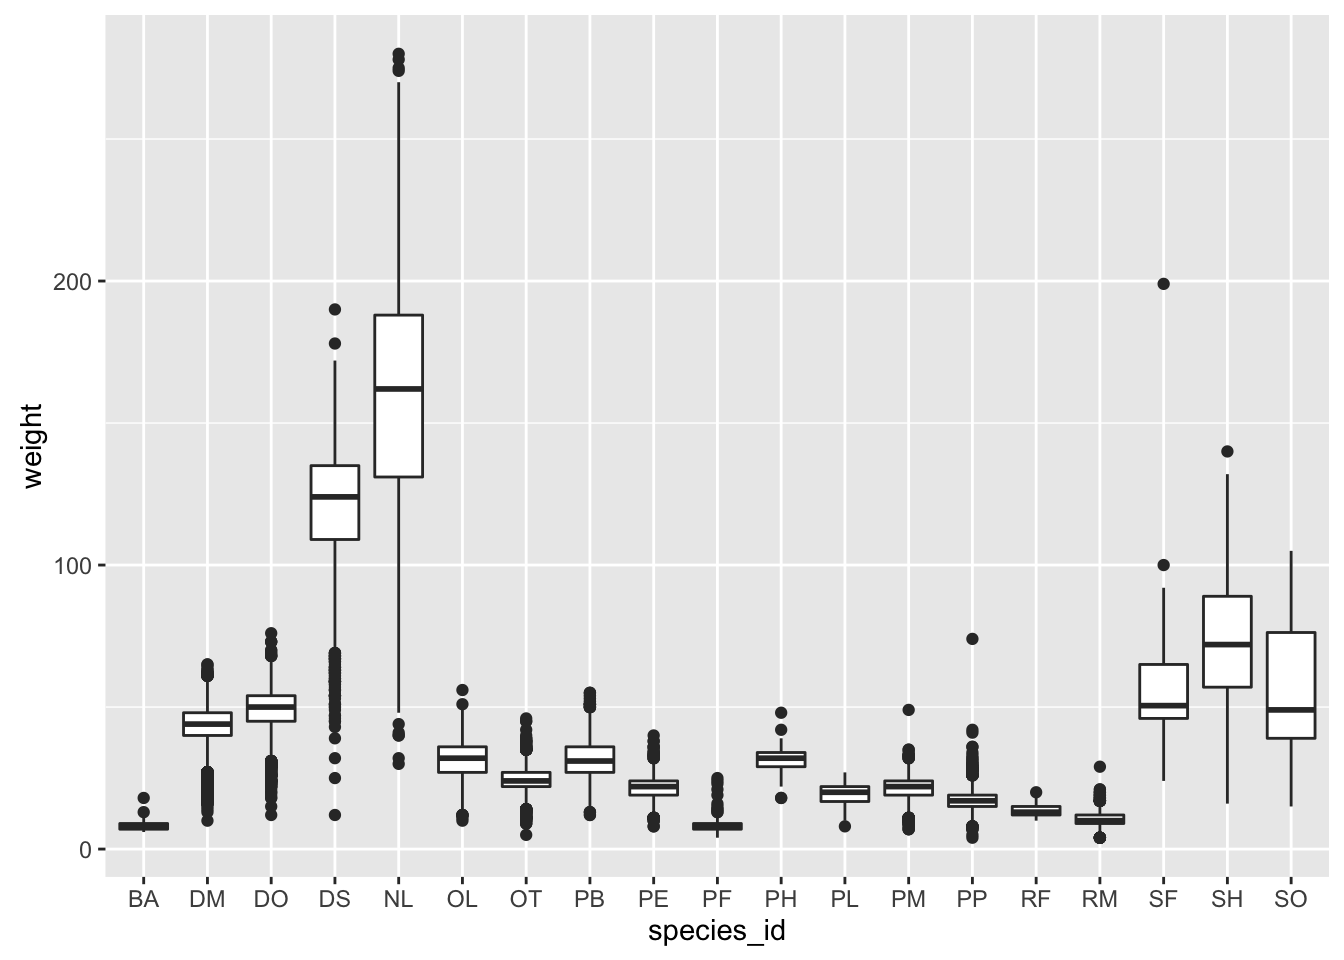 weight
200
100
0
BA DM DO DS NL OL OT PB PE PF PH PL PM PP RF RM SF SH SO
species_id